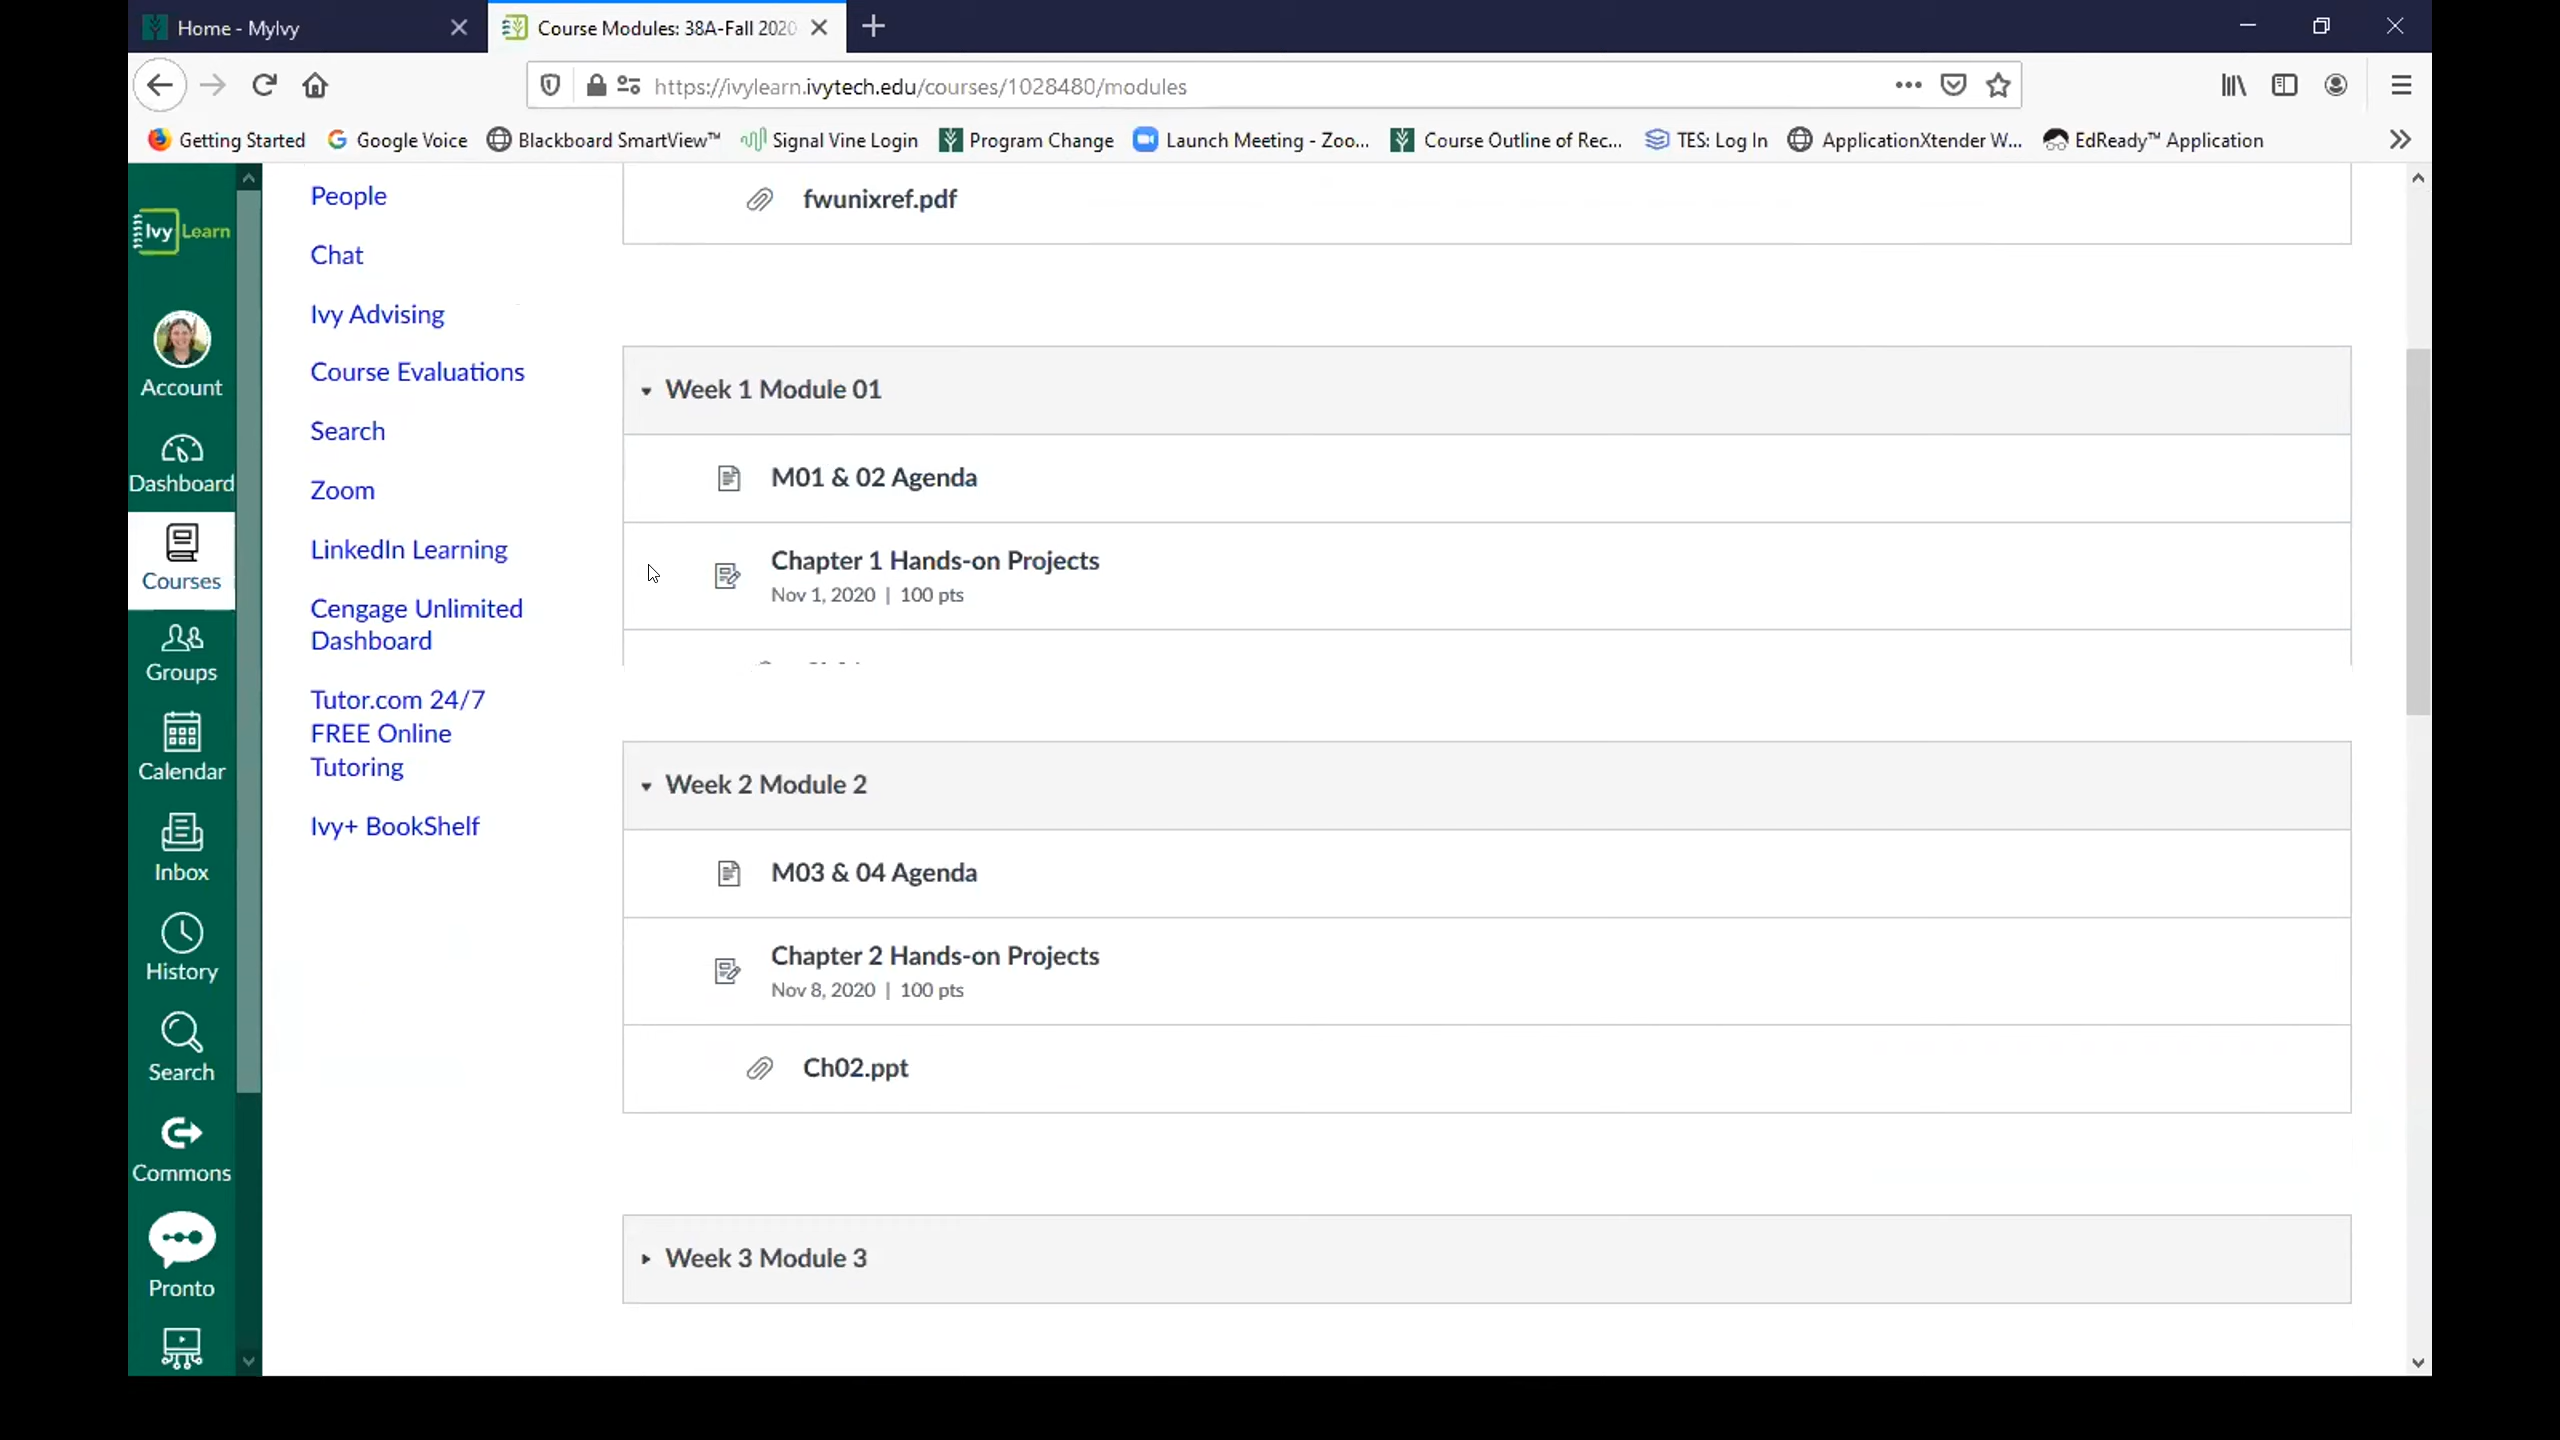 Home - MyIvy
Course Modules: 38A-Fall 2020
https://ivylearn.ivytech.edu/courses/1028480/modules
Getting Started
Google Voice
Blackboard SmartView™
Signal Vine Login
Program Change
Launch Meeting - Zoo...
Course Outline of Rec...
TES: Log In
ApplicationXtender W...
EdReady™ Application
Ivy Learn
Account
Dashboard
Courses
Groups
Calendar
Inbox
History
Search
Commons
Pronto
People
Chat
Ivy Advising
Course Evaluations
Search
Zoom
LinkedIn Learning
Cengage Unlimited
Dashboard
Tutor.com 24/7
FREE Online
Tutoring
Ivy+ BookShelf
fwunixref.pdf
Week 1 Module 01
M01 & 02 Agenda
Chapter 1 Hands-on Projects
Nov 1, 2020 | 100 pts
Week 2 Module 2
M03 & 04 Agenda
Chapter 2 Hands-on Projects
Nov 8, 2020 | 100 pts
Ch02.ppt
Week 3 Module 3